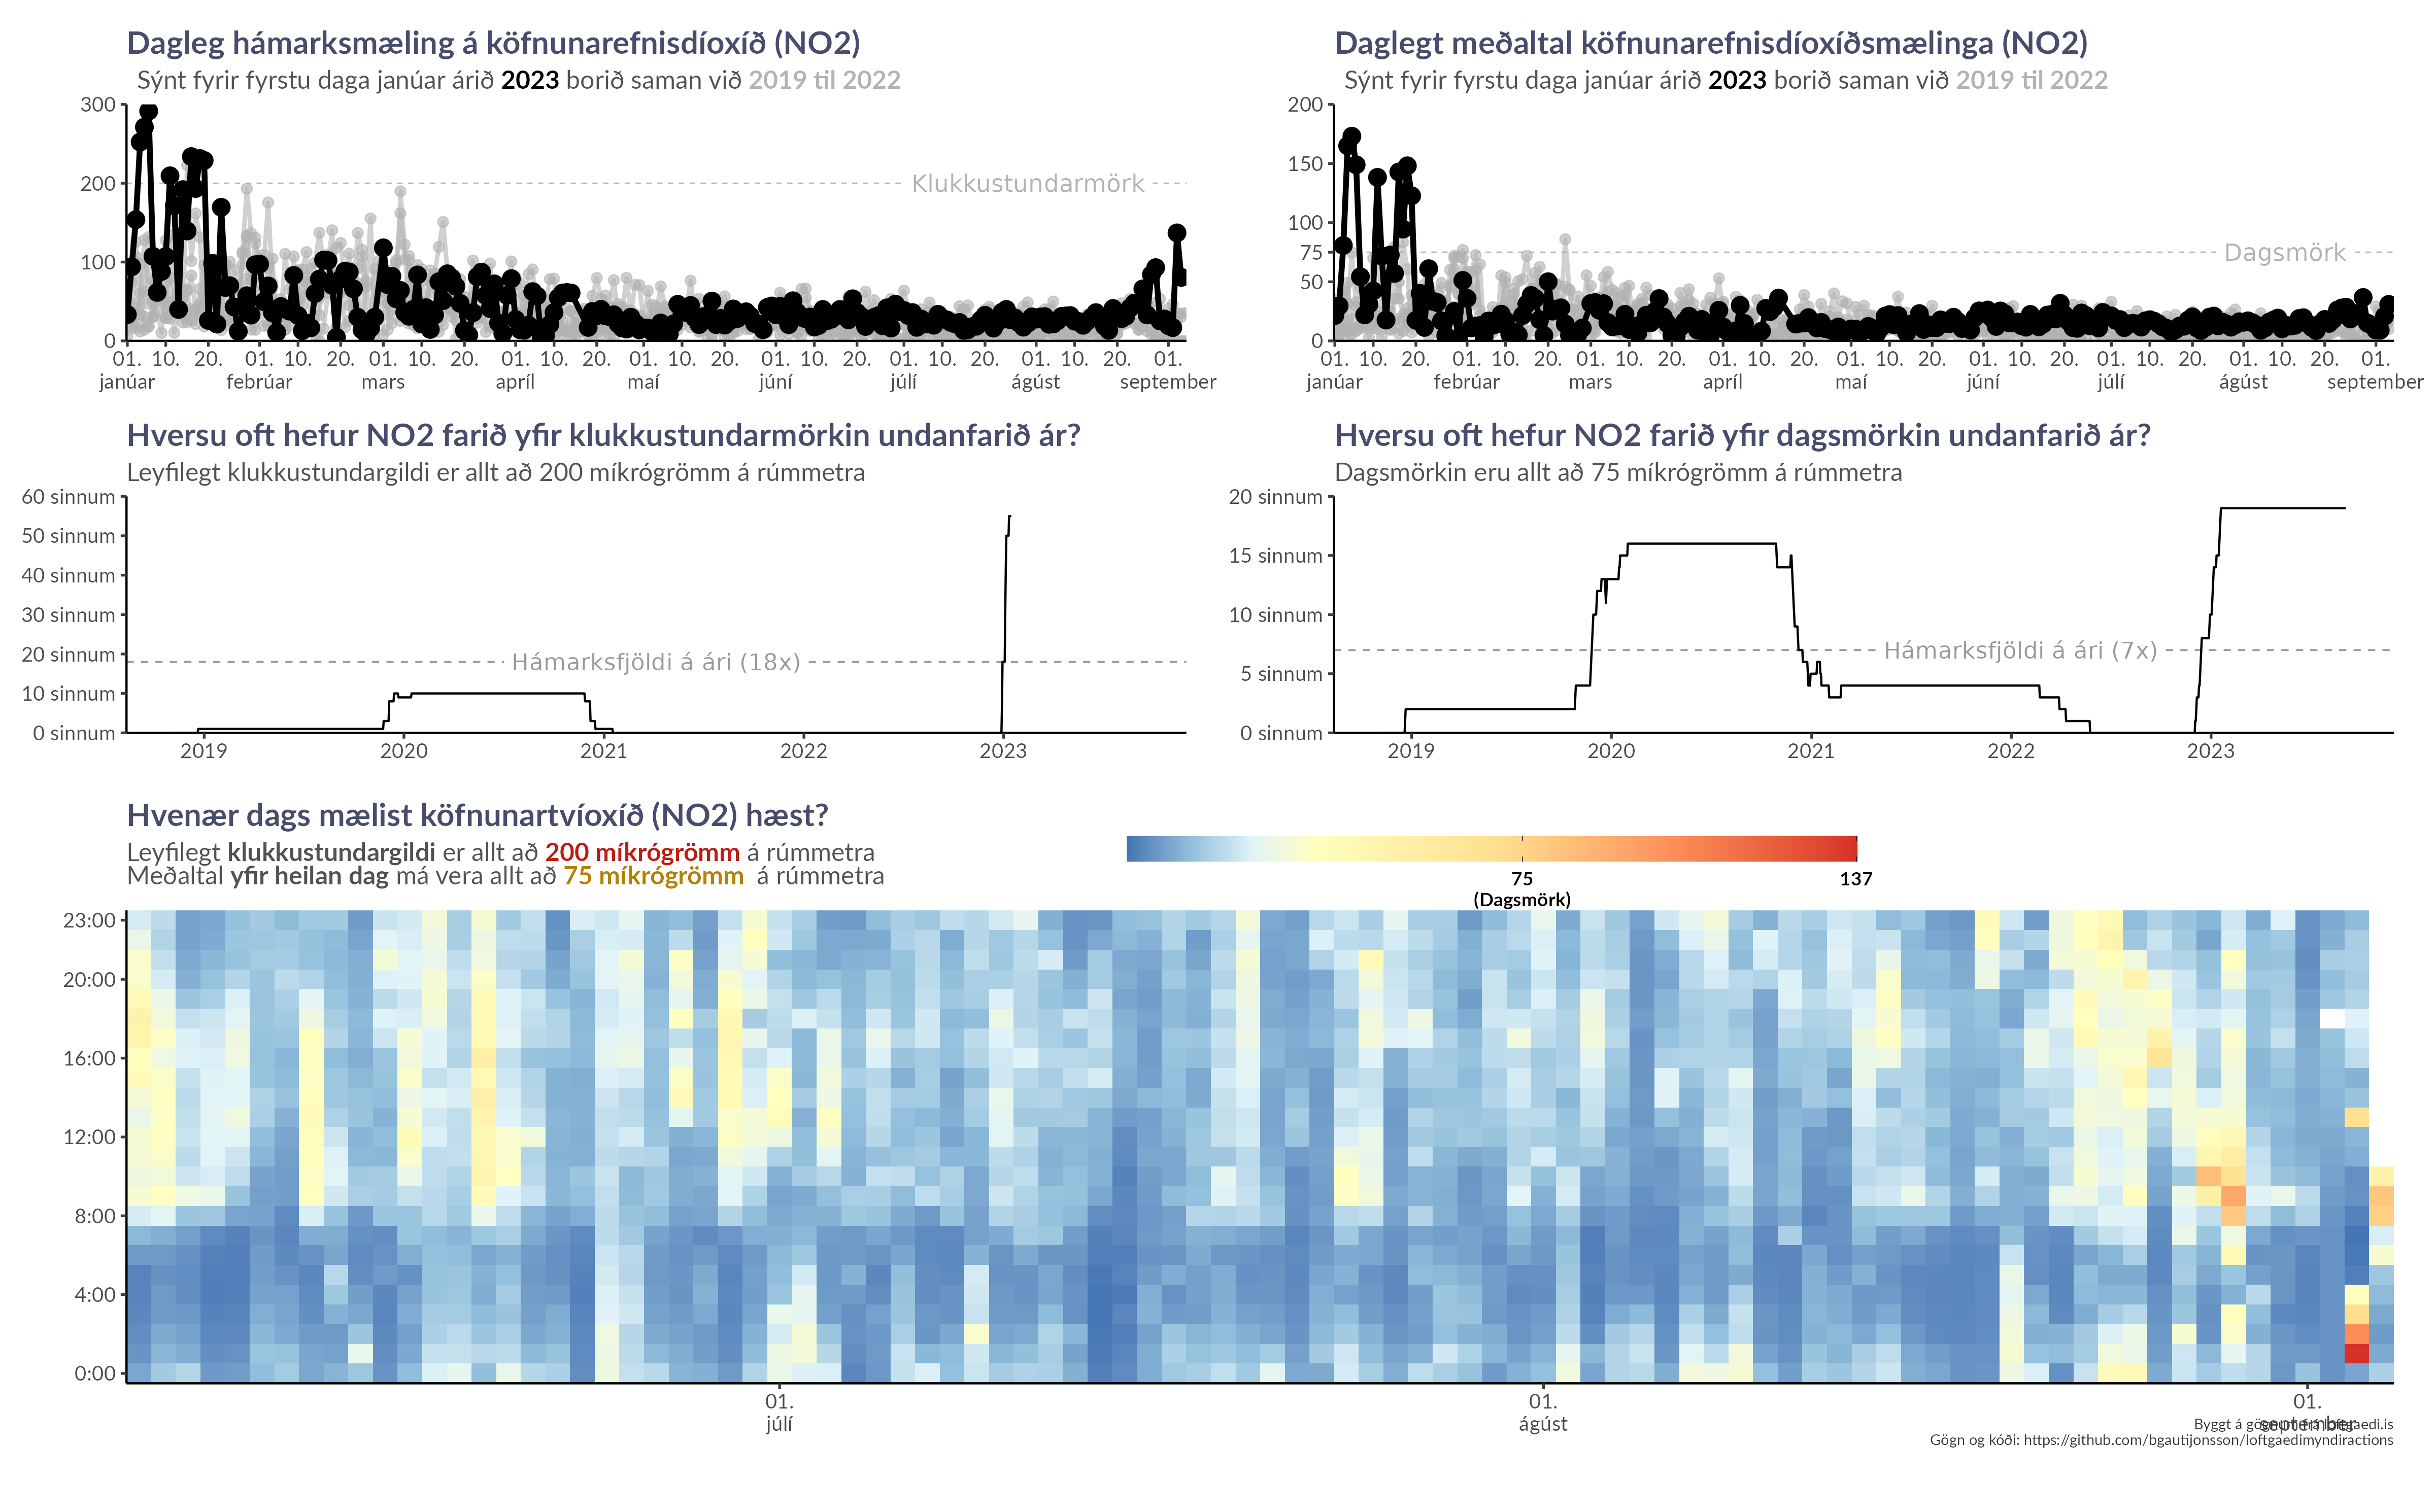 Dagleg hámarksmæling á köfnunarefnisdíoxíð (NO2)
Sýnt fyrir fyrstu daga janúar árið 2023 borið saman við 2019 til 2022
300
200
100
0
Klukkustundarmörk
01. 10. 20. 01. 10. 20. 01. 10. 20. 01. 10. 20. 01. 10. 20. 01. 10. 20. 01. 10. 20. 01. 10. 20. 01.
janúar febrúar mars apríl maí júní júlí ágúst september
Daglegt meðaltal köfnunarefnisdíoxíðsmælinga (NO2)
Sýnt fyrir fyrstu daga janúar árið 2023 borið saman við 2019 til 2022
200
150
100
75
50
0
Dagsmörk
01. 10. 20. 01. 10. 20. 01. 10. 20. 01. 10. 20. 01. 10. 20. 01. 10. 20. 01. 10. 20. 01. 10. 20. 01.
janúar febrúar mars apríl maí júní júlí ágúst september
Hversu oft hefur NO2 farið yfir klukkustundarmörkin undanfarið ár?
Leyfilegt klukkustundargildi er allt að 200 míkrógrömm á rúmmetra
60 sinnum
50 sinnum
40 sinnum
30 sinnum
20 sinnum
10 sinnum
0 sinnum
Hámarksfjöldi á ári (18x)
2019 2020 2021 2022 2023
Hversu oft hefur NO2 farið yfir dagsmörkin undanfarið ár?
Dagsmörkin eru allt að 75 míkrógrömm á rúmmetra
20 sinnum
15 sinnum
10 sinnum
5 sinnum
0 sinnum
Hámarksfjöldi á ári (7x)
2019 2020 2021 2022 2023
Hvenær dags mælist köfnunartvíoxíð (NO2) hæst?
Leyfilegt klukkustundargildi er allt að 200 míkrógrömm á rúmmetra
Meðaltal yfir heilan dag má vera allt að 75 míkrógrömm á rúmmetra
75 137
(Dagsmörk)
23:00
20:00
16:00
12:00
8:00
4:00
0:00
01. 01. 01.
júlí ágúst september
Byggt á gögnum frá loftgaedi.is
Gögn og kóði: https://github.com/bgautijonsson/loftgaedimyndiractions